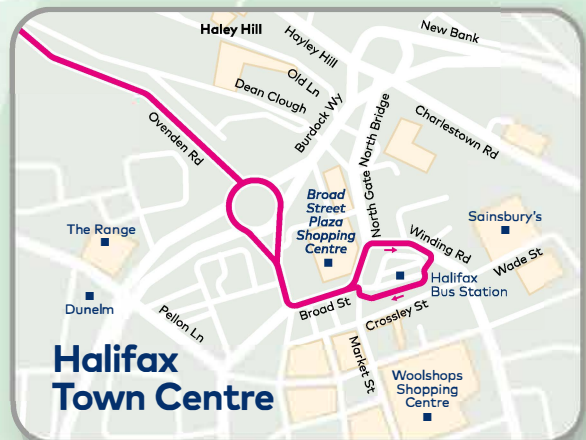 Haley Hill
Hayley Hill
New Bank
Old Ln
Dean Clough
Burdock Wy
North Bridge
Charlestown Rd
Ovenden Rd
Broad
Street
Plaza
Shopping
Centre
North Gate
Sainsbury's
Winding Rd
Wade St
The Range
Halifax
Bus Station
Dunelm
Pellon Ln
Broad St
Crossley St
Market St
Halifax
Town Centre
Woolshops
Shopping
Centre